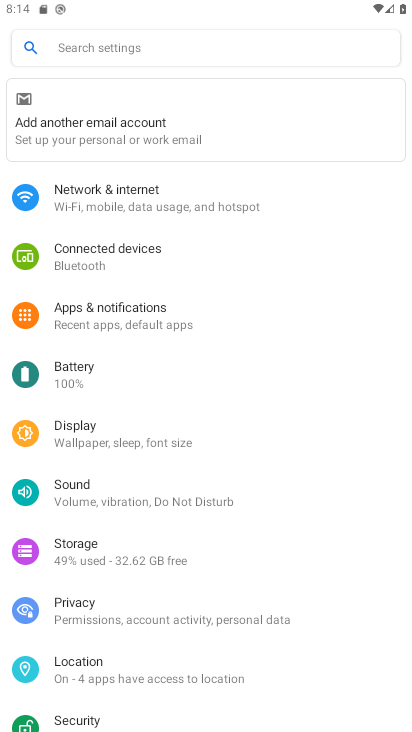 8:14
Search settings
Add another email account
Set up your personal or work email
Network & internet
Wi-Fi, mobile, data usage, and hotspot
Connected devices
Bluetooth
Apps & notifications
Recent apps, default apps
Battery
100%
Display
Wallpaper, sleep, font size
Sound
Volume, vibration, Do Not Disturb
Storage
49% used - 32.62 GB free
Privacy
Permissions, account activity, personal data
Location
On - 4 apps have access to location
Security